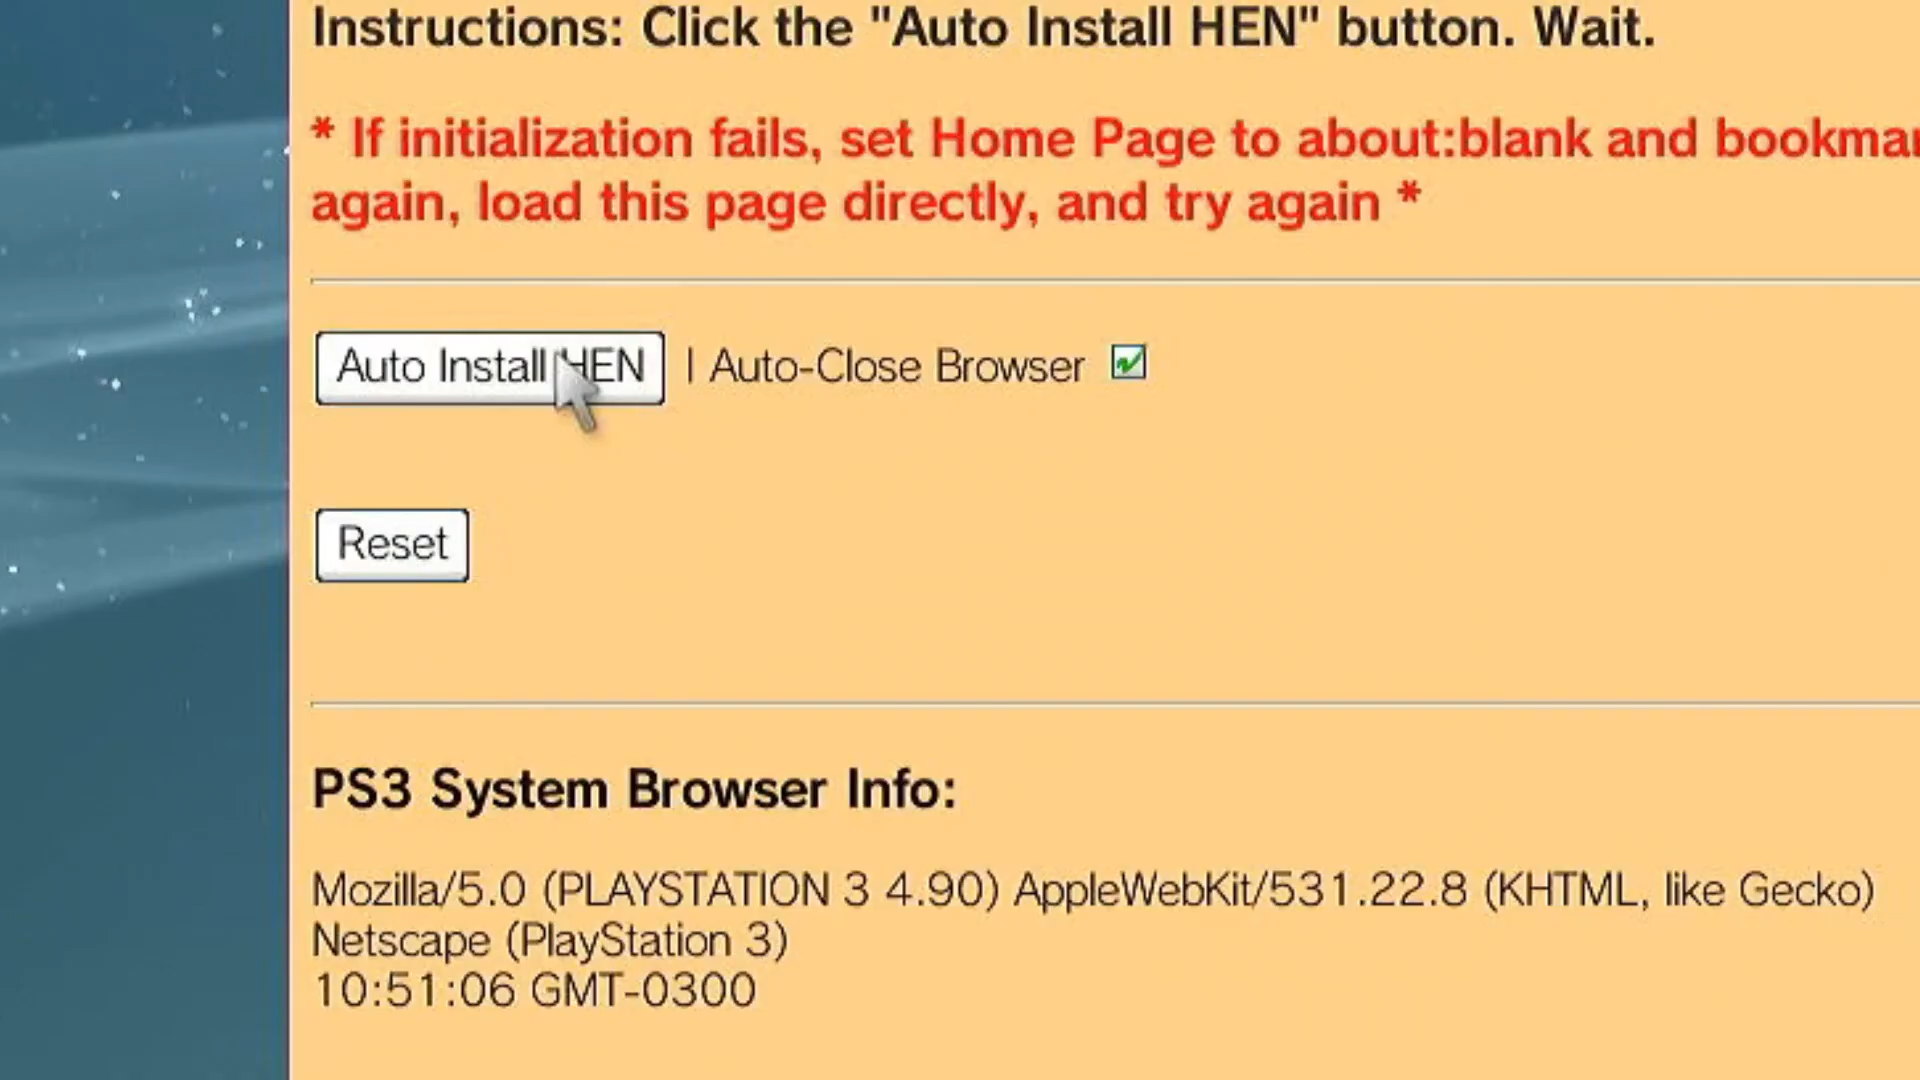 Instructions: Click the "Auto Install HEN" button. Wait.
* If initialization fails, set Home Page to about:blank and
again, load this page directly, and try again *
Auto Install HEN | Auto-Close Browser
Reset
PS3 System Browser Info:
Mozilla/5.0 (PLAYSTATION 3 4.90) AppleWebKit/531.22.8 (KHTML, like Gecko)
Netscape (PlayStation 3)
10:51:06 GMT-0300